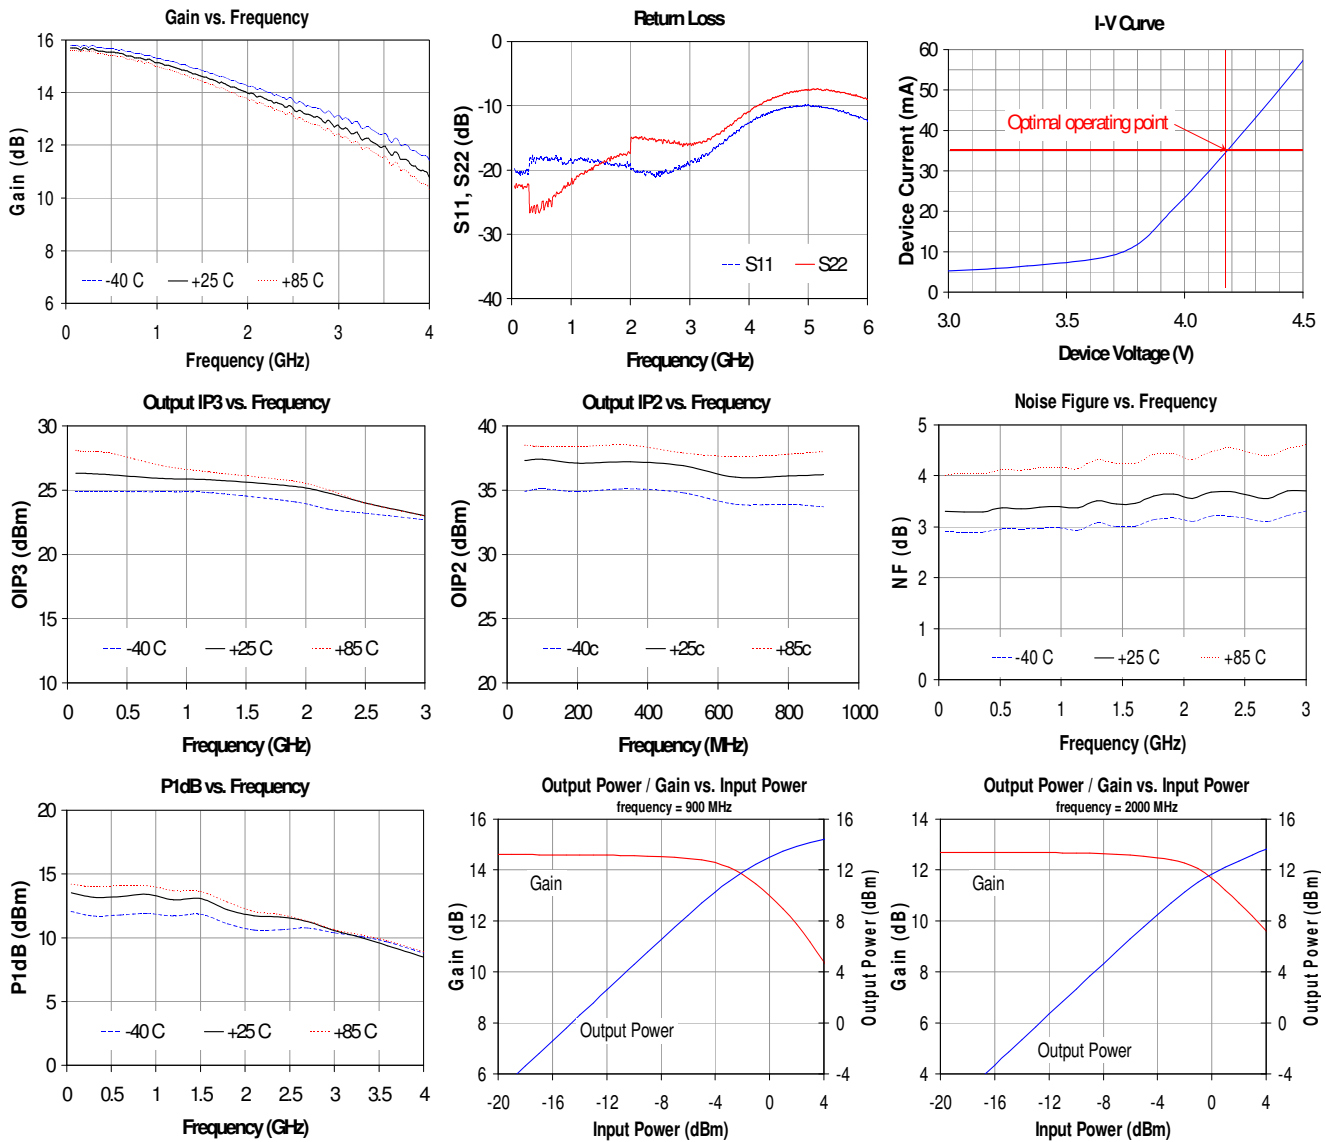 Gain vs. Frequency
16
14
12
10
8
6
Gain (dB)
-40 C
+25 C
+85 C
0 1 2 3 4
Frequency (GHz)
Return Loss
0
-10
-20
-30
-40
S11, S22 (dB)
S11
S22
0 1 2 3 4 5 6
Frequency (GHz)
I-V Curve
60
50
40
30
20
10
0
Device Current (mA)
Optimal operating point
3.0 3.5 4.0 4.5
Device Voltage (V)
Output IP3 vs. Frequency
30
25
20
15
10
OIP3 (dBm)
-40 C
+25 C
+85 C
0 0.5 1 1.5 2 2.5 3
Frequency (GHz)
Output IP2 vs. Frequency
40
35
30
25
20
OIP2 (dBm)
-40c
+25c
+85c
0 200 400 600 800 1000
Frequency (MHz)
Noise Figure vs. Frequency
5
4
3
2
1
0
NF (dB)
-40 C
+25 C
+85 C
0 0.5 1 1.5 2 2.5 3
Frequency (GHz)
P1dB vs. Frequency
20
15
10
5
0
P1dB (dBm)
-40 C
+25 C
+85 C
0 0.5 1 1.5 2 2.5 3 3.5 4
Frequency (GHz)
Output Power / Gain vs. Input Power
frequency = 900 MHz
16
14
12
10
8
6
Gain (dB)
Gain
Output Power
16
12
8
4
0
-4
Output Power (dBm)
-20 -16 -12 -8 -4 0 4
Input Power (dBm)
Output Power / Gain vs. Input Power
frequency = 2000 MHz
14
12
10
8
6
4
Gain (dB)
Gain
Output Power
16
12
8
4
0
-4
Output Power (dBm)
-20 -16 -12 -8 -4 0 4
Input Power (dBm)